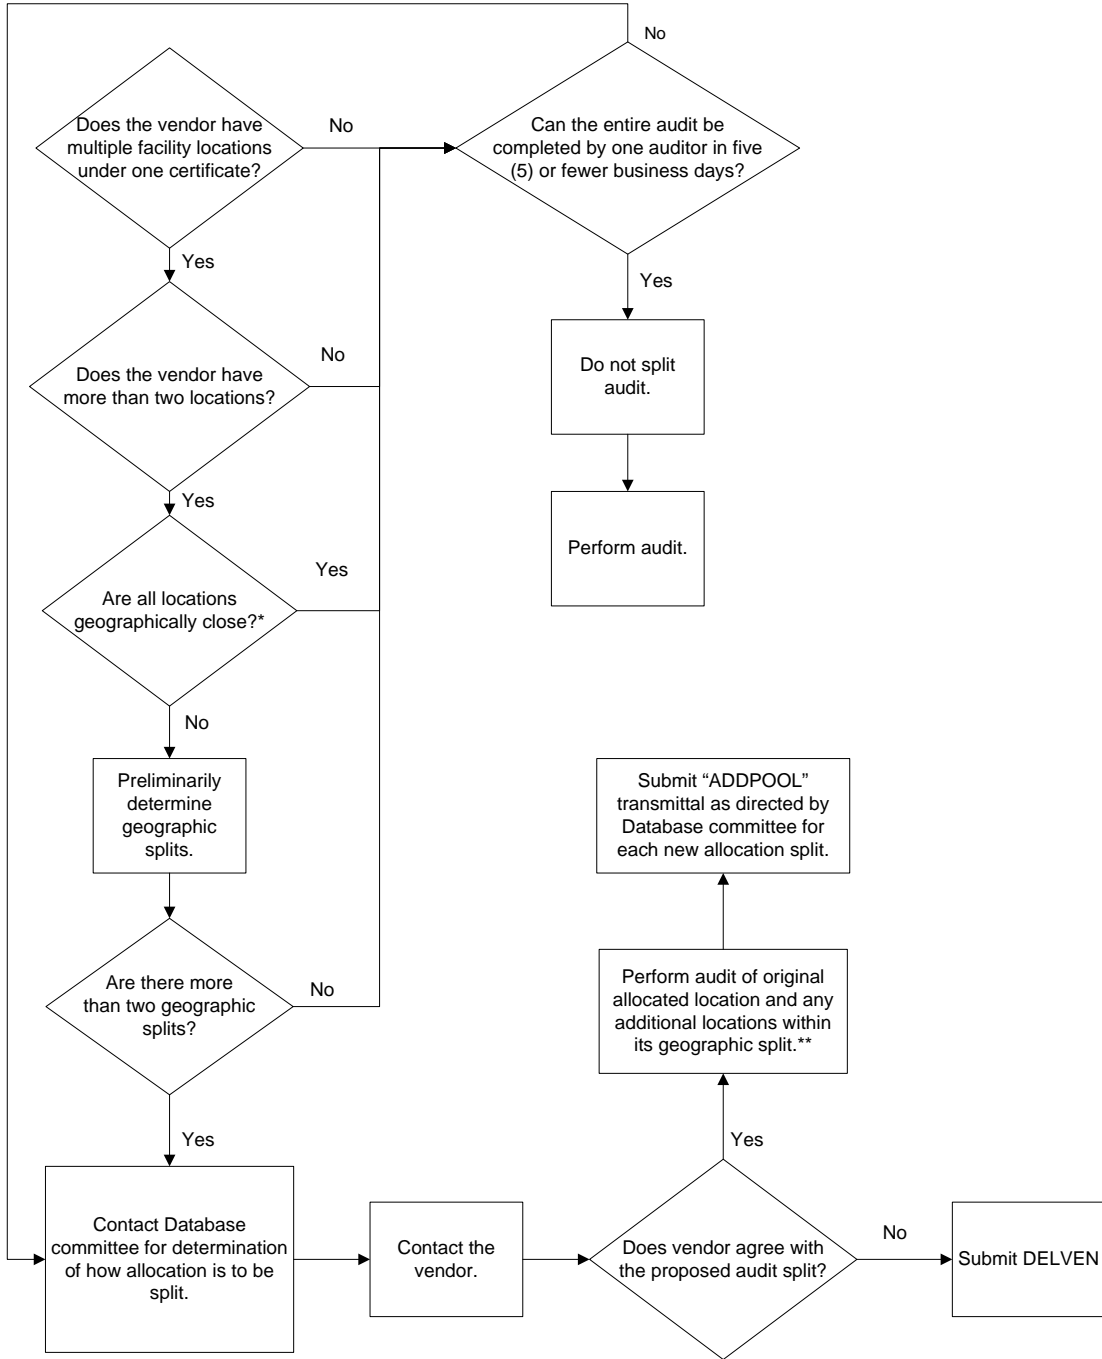 No
Does the vendor have
multiple facility locations
under one certificate?
No
Can the entire audit be
completed by one auditor in five
(5) or fewer business days?
Yes
Yes
Does the vendor have
more than two locations?
No
Do not split
audit.
Yes
Perform audit.
Are all locations
geographically close?*
Yes
No
Preliminarily
determine
geographic
splits.
Submit “ADDPOOL”
transmittal as directed by
Database committee for
each new allocation split.
Are there more
than two geographic
splits?
No
Perform audit of original
allocated location and any
additional locations within
its geographic split.**
Yes
Yes
Contact Database
committee for determination
of how allocation is to be
split.
Contact the
vendor.
Does vendor agree with
the proposed audit split?
No
Submit DELVEN